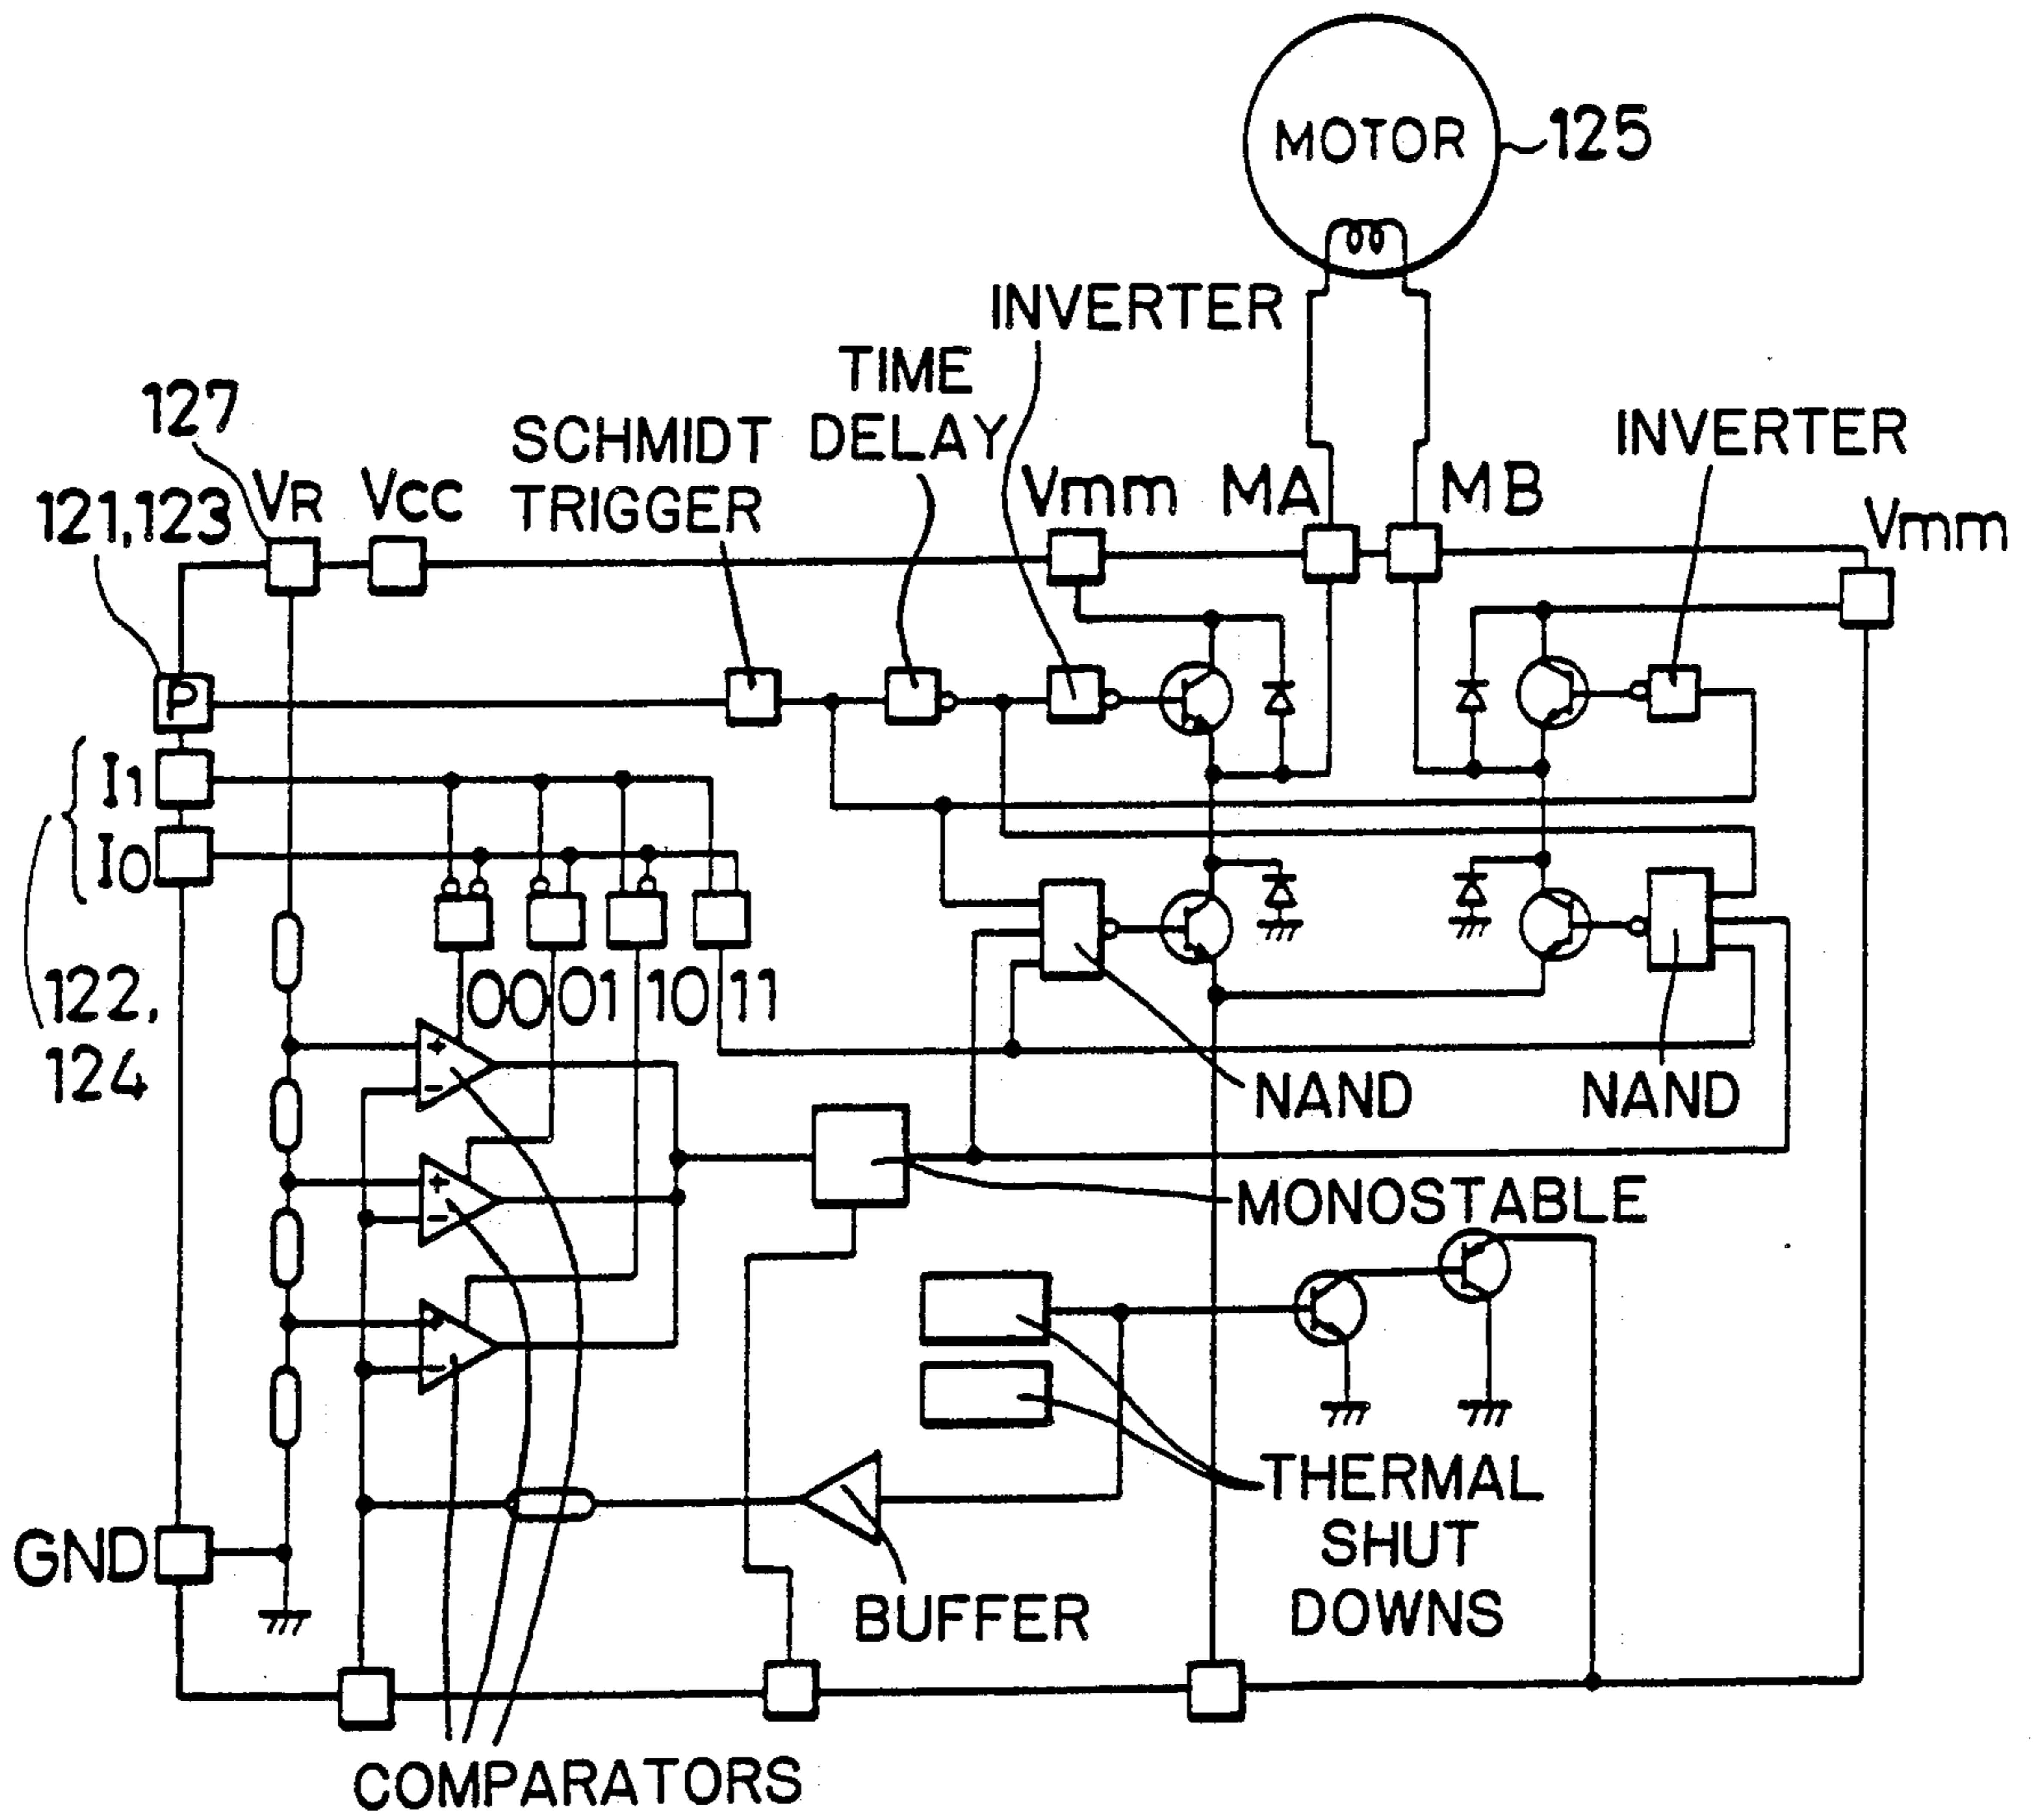 MOTOR
125
INVERTER
TIME
DELAY
127
SCHMIDT
TRIGGER
INVERTER
VR
Vcc
Vmm
MA
MB
Vmm
121,123
P
I1
I0
122,
124
00
01
10
11
+
-
+
-
+
-
NAND
NAND
MONOSTABLE
THERMAL
SHUT
DOWNS
GND
BUFFER
COMPARATORS